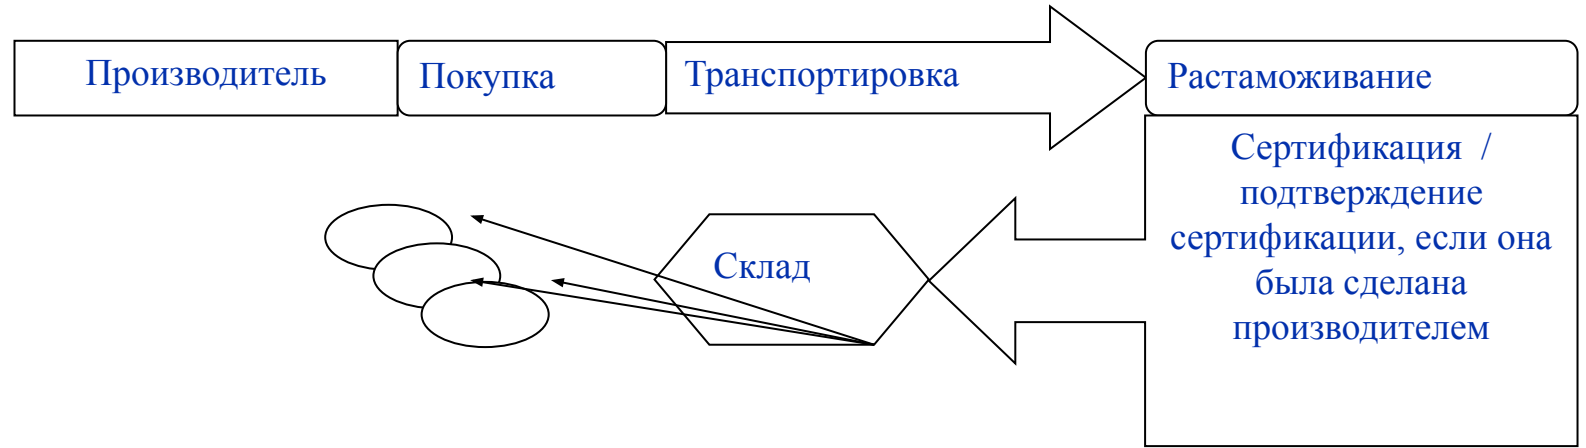 Производитель
Покупка
Транспортировка
Растаможивание
Сертификация /
подтверждение
сертификации, если она
была сделана
производителем
Склад